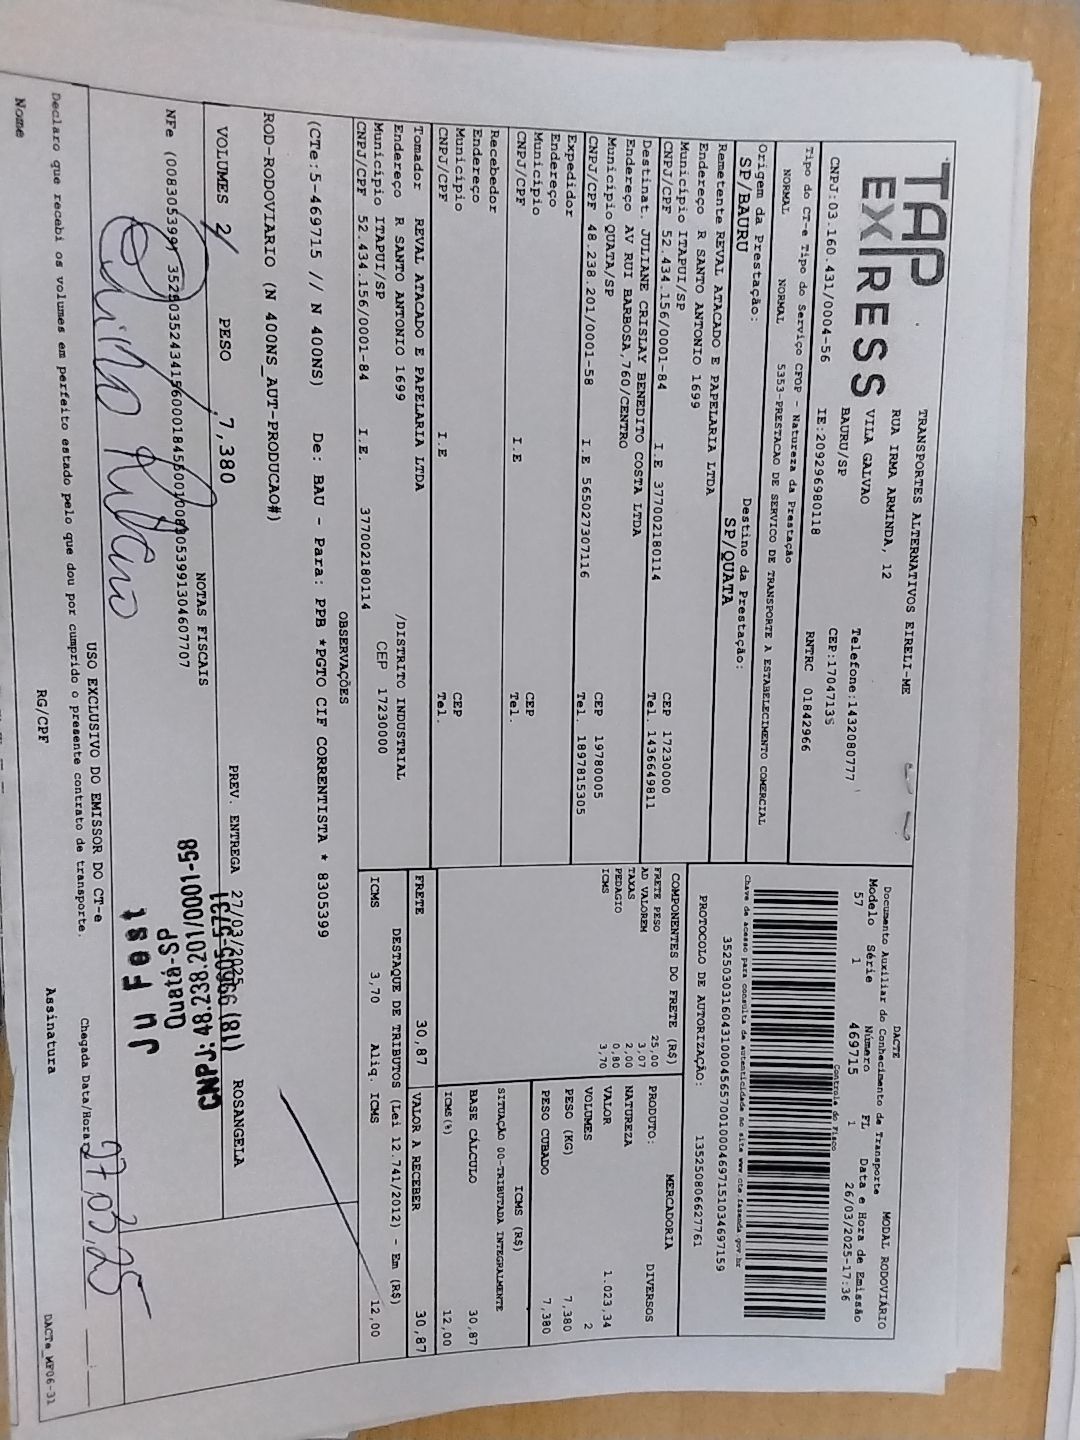 TAP EXPRESS
TRANSPORTES ALTERNATIVOS EIRELI-ME
RUA IRMA ARMINDA, 12
VILA GALVAO
BAURU/SP
Telefone:1432080777
CEP:17047135
CNPJ:03.160.431/0004-56
IE:209296980118
RNTRC 01842966
Tipo do CT-e Tipo do Serviço CFOP - Natureza da Prestação
NORMAL NORMAL 5353-PRESTACAO DE SERVICO DE TRANSPORTE A ESTABELECIMENTO COMERCIAL
Origem da Prestação: Destino da Prestação:
SP/BAURU SP/QUATA
DACTE MODAL RODOVIÁRIO
Documento Auxiliar do Conhecimento de Transporte
Modelo Série Número FL Data e Hora de Emissão
57 1 469715 1 26/03/2025-17:36
Controle do Fisco
Chave de acesso para consulta de autenticidade no site www.cte.fazenda.gov.br
35250303160431000456570010004697151034697159
PROTOCOLO DE AUTORIZAÇÃO: 135250806627761
Remetente REVAL ATACADO E PAPELARIA LTDA
Endereço R SANTO ANTONIO 1699
Município ITAPUI/SP CEP 17230000
CNPJ/CPF 52.434.156/0001-84 I.E 377002180114 Tel. 1436649811
Destinat. JULIANE CRISLAY BENEDITO COSTA LTDA
Endereço AV RUI BARBOSA,760/CENTRO
Município QUATA/SP CEP 19780005
CNPJ/CPF 48.238.201/0001-58 I.E 565027307116 Tel. 1897815305
Expedidor
Endereço
Município CEP
CNPJ/CPF I.E Tel.
Recebedor
Endereço
Município CEP
CNPJ/CPF I.E Tel.
Tomador REVAL ATACADO E PAPELARIA LTDA
Endereço R SANTO ANTONIO 1699 /DISTRITO INDUSTRIAL
Município ITAPUI/SP CEP 17230000
CNPJ/CPF 52.434.156/0001-84 I.E. 377002180114
COMPONENTES DO FRETE (R$)
FRETE PESO 25,00
AD VALOREM 3,07
TAXAS 2,00
PEDAGIO 0,80
ICMS 3,70
MERCADORIA
PRODUTO: DIVERSOS
NATUREZA
VALOR 1.023,34
VOLUMES 2
PESO (KG) 7,380
PESO CUBADO 7,380
ICMS (R$)
SITUAÇÃO 00-TRIBUTADA INTEGRALMENTE
BASE CÁLCULO 30,87
ICMS(%) 12,00
FRETE 30,87 VALOR A RECEBER 30,87
DESTAQUE DE TRIBUTOS (Lei 12.741/2012) - Em (R$)
ICMS 3,70 Aliq. ICMS 12,00
OBSERVAÇÕES
(CTe:5-469715 // N 400NS) De: BAU - Para: PPB *PGTO CIF CORRENTISTA * 8305399
ROD-RODOVIARIO (N 400NS_AUT-PRODUCAO#)
VOLUMES 2 PESO 7,380 PREV. ENTREGA 27/03/2025 ROSANGELA
NOTAS FISCAIS
(18) 99605-5731
CNPJ: 48.238.201/0001-58
Quatá-SP
Ju Fest
USO EXCLUSIVO DO EMISSOR DO CT-e
Declaro que recebi os volumes em perfeito estado pelo que dou por cumprido o presente contrato de transporte.
Chegada Data/Hora 27.03.25
Nome RG/CPF Assinatura
DACTe_MF06-31